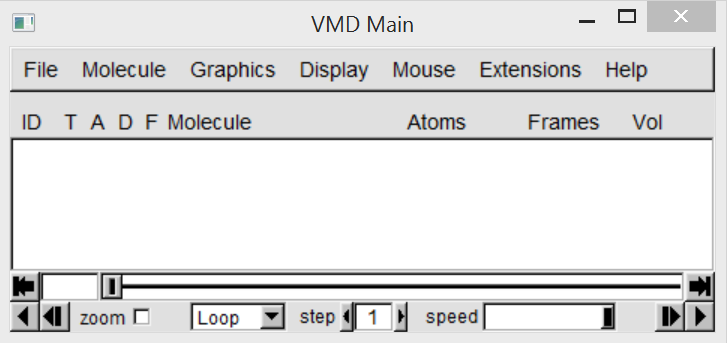 VMD Main
File Molecule Graphics Display Mouse Extensions Help
ID T A D F Molecule Atoms Frames Vol
zoom Loop step 1 speed